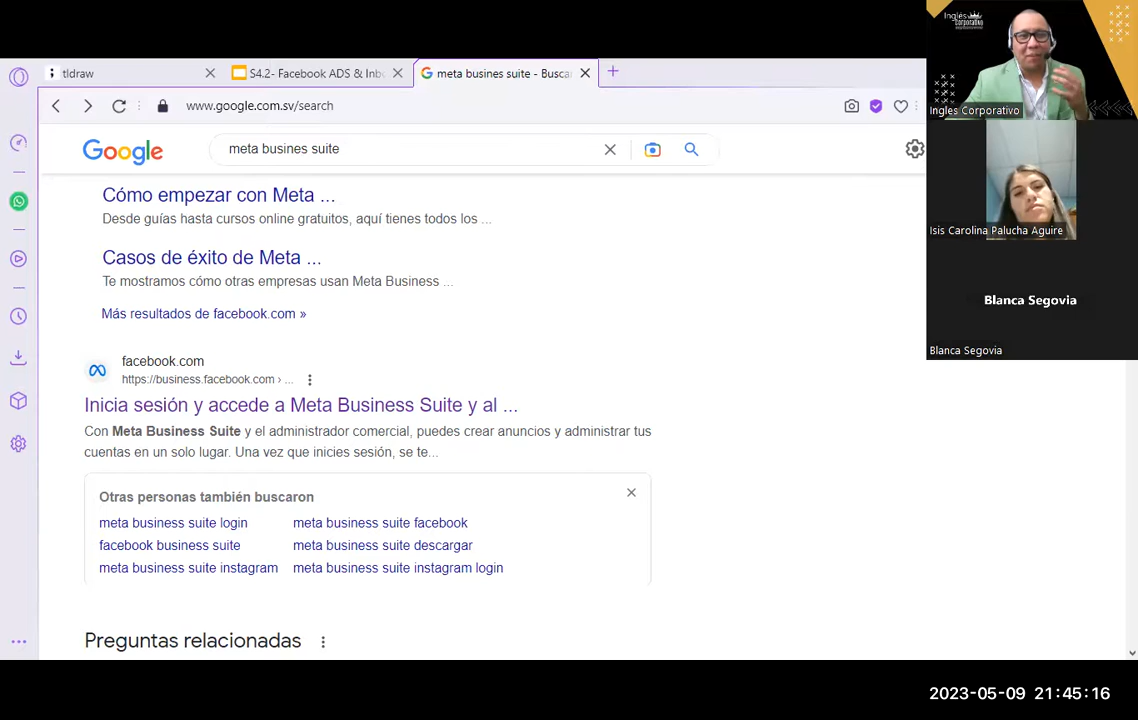 tldraw
S4.2- Facebook ADS & Inb
meta busines suite - Busca
www.google.com.sv/search
Google
meta busines suite
Cómo empezar con Meta ...
Desde guías hasta cursos online gratuitos, aquí tienes todos los ...
Casos de éxito de Meta ...
Te mostramos cómo otras empresas usan Meta Business ...
Más resultados de facebook.com »
facebook.com
https://business.facebook.com › ...
Inicia sesión y accede a Meta Business Suite y al ...
Con Meta Business Suite y el administrador comercial, puedes crear anuncios y administrar tus
cuentas en un solo lugar. Una vez que inicies sesión, se te...
Otras personas también buscaron
meta business suite login
meta business suite facebook
facebook business suite
meta business suite descargar
meta business suite instagram
meta business suite instagram login
Preguntas relacionadas
Inglés
corporativo
Ingles Corporativo
Isis Carolina Palucha Aguire
Blanca Segovia
Blanca Segovia
2023-05-09 21:45:16